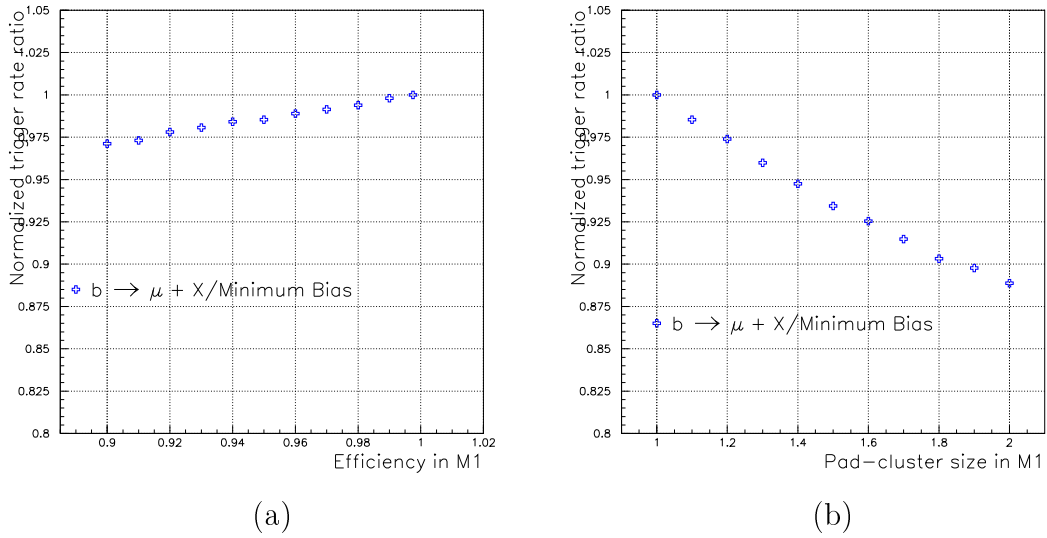 Normalized trigger rate ratio
1.05
1.025
1
0.975
0.95
0.925
0.9
0.875
0.85
0.825
0.8
b → μ + X/Minimum Bias
0.9 0.92 0.94 0.96 0.98 1 1.02
Efficiency in M1
(a)
Normalized trigger rate ratio
1.05
1.025
1
0.975
0.95
0.925
0.9
0.875
0.85
0.825
0.8
b → μ + X/Minimum Bias
1 1.2 1.4 1.6 1.8 2
Pad-cluster size in M1
(b)